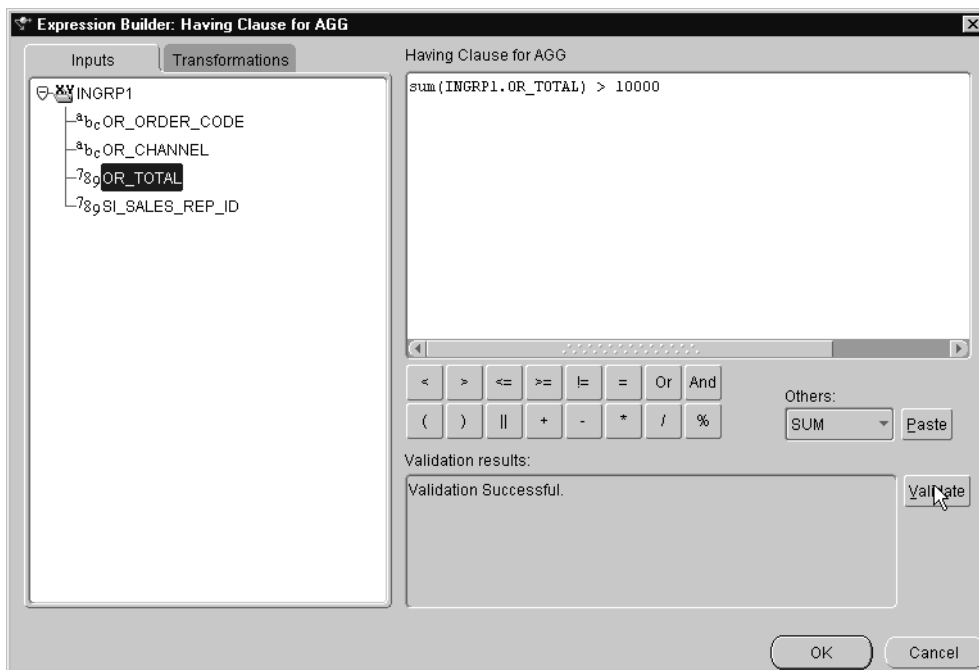 Expression Builder: Having Clause for AGG
Inputs
Transformations
INGRP1
OR_ORDER_CODE
OR_CHANNEL
OR_TOTAL
SI_SALES_REP_ID
Having Clause for AGG
sum(INGRP1.OR_TOTAL) > 10000
< > <= >= != = Or And
( ) || + - * / %
Others:
SUM
Paste
Validation results:
Validation Successful.
Validate
OK
Cancel